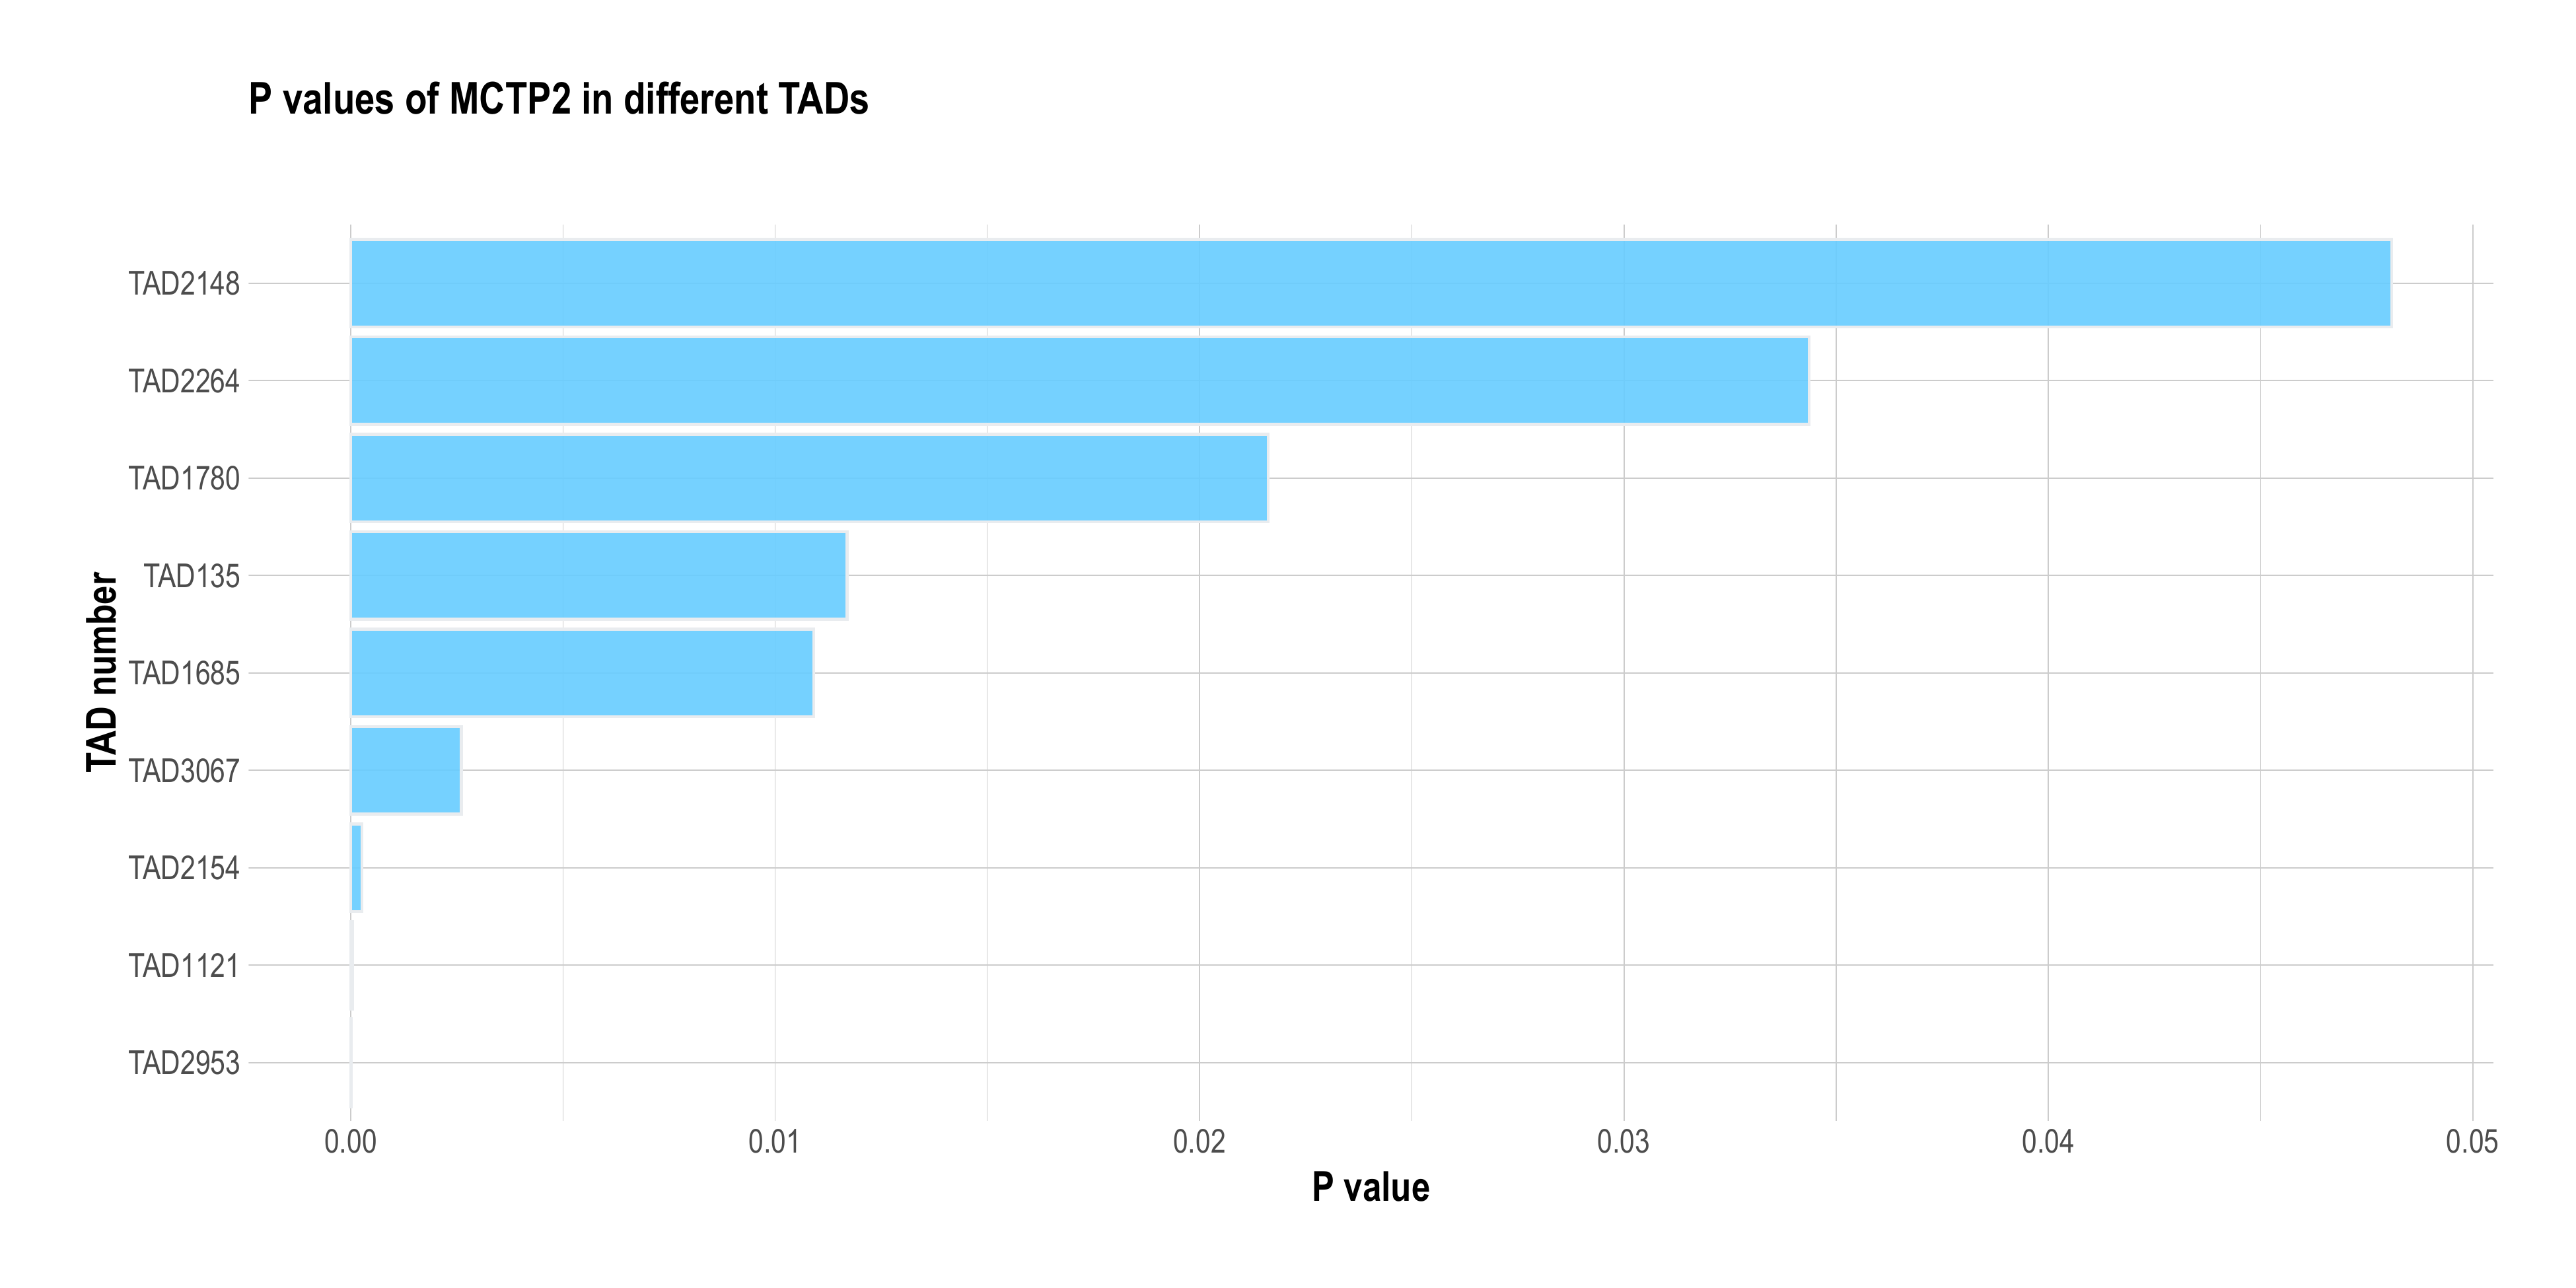 P values of MCTP2 in different TADs
TAD number
TAD2148
TAD2264
TAD1780
TAD135
TAD1685
TAD3067
TAD2154
TAD1121
TAD2953
0.00 0.01 0.02 0.03 0.04 0.05
P value